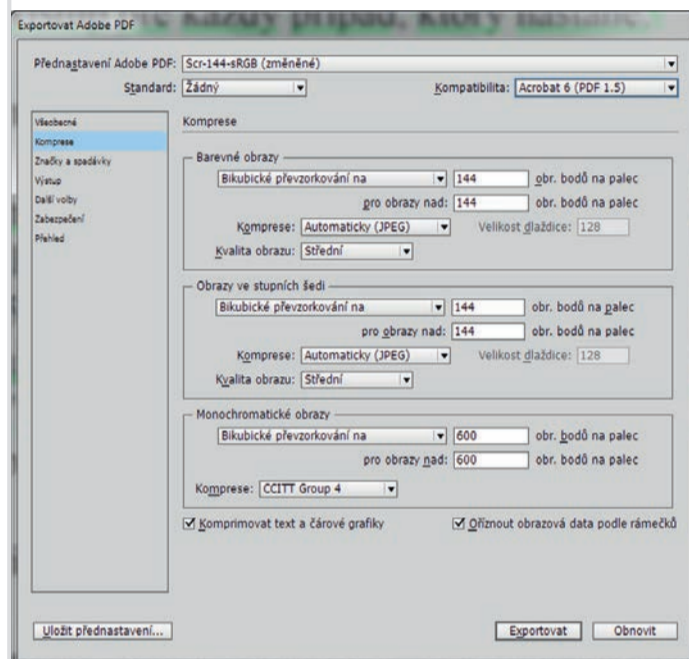 každý případ, který nastane.
Exportovat Adobe PDF
Přednastavení Adobe PDF: Scr-144-sRGB (změněné)
Standard: Žádný Kompatibilita: Acrobat 6 (PDF 1.5)
Všeobecné
Komprese
Značky a spadávky
Výstup
Další volby
Zabezpečení
Přehled
Komprese
Barevné obrazy
Bikubické převzorkování na 144 obr. bodů na palec
pro obrazy nad: 144 obr. bodů na palec
Komprese: Automaticky (JPEG) Velikost dlaždice: 128
Kvalita obrazu: Střední
Obrazy ve stupních šedi
Bikubické převzorkování na 144 obr. bodů na palec
pro obrazy nad: 144 obr. bodů na palec
Komprese: Automaticky (JPEG) Velikost dlaždice: 128
Kvalita obrazu: Střední
Monochromatické obrazy
Bikubické převzorkování na 600 obr. bodů na palec
pro obrazy nad: 600 obr. bodů na palec
Komprese: CCITT Group 4
Komprimovat text a čárové grafiky Oříznout obrazová data podle rámečků
Uložit přednastavení... Exportovat Obnovit